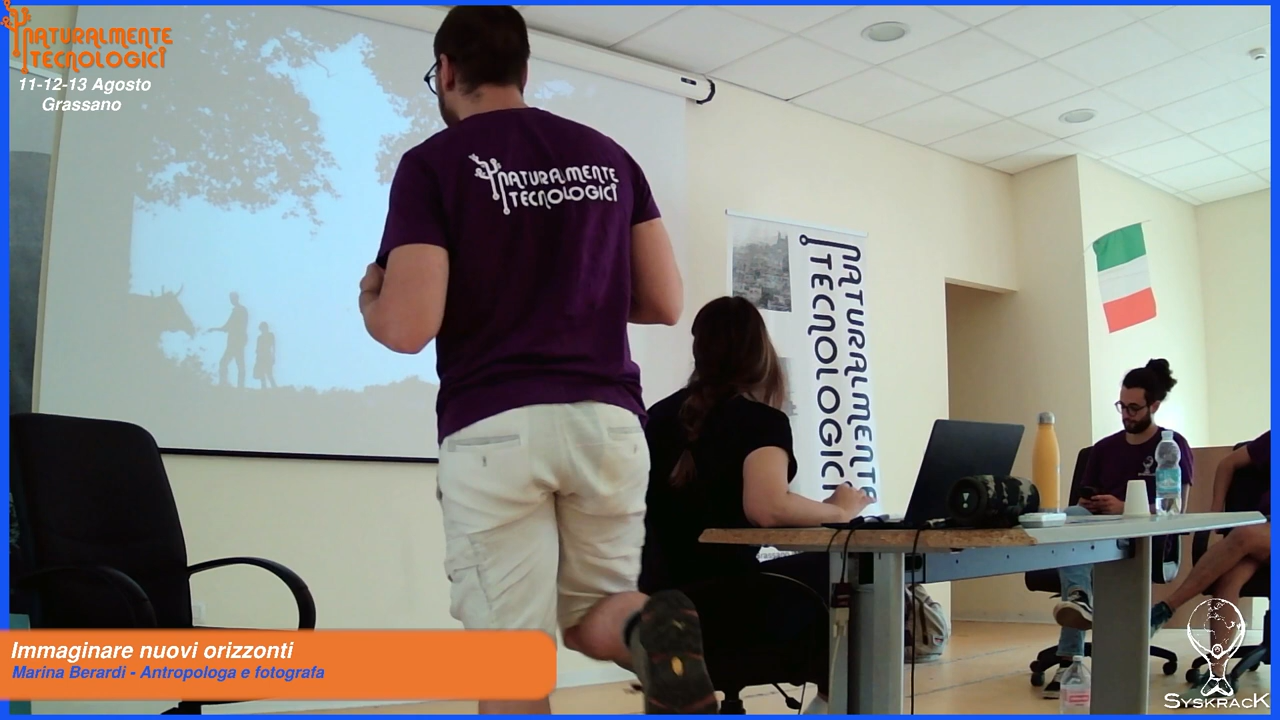 NATURALMENTE
TECNOLOGICI
11-12-13 Agosto
Grassano
NATURALMENTE
TECNOLOGICI
NATURALMENTE
TECNOLOGICI
Immaginare nuovi orizzonti
Marina Berardi - Antropologa e fotografa
SYSKRACK